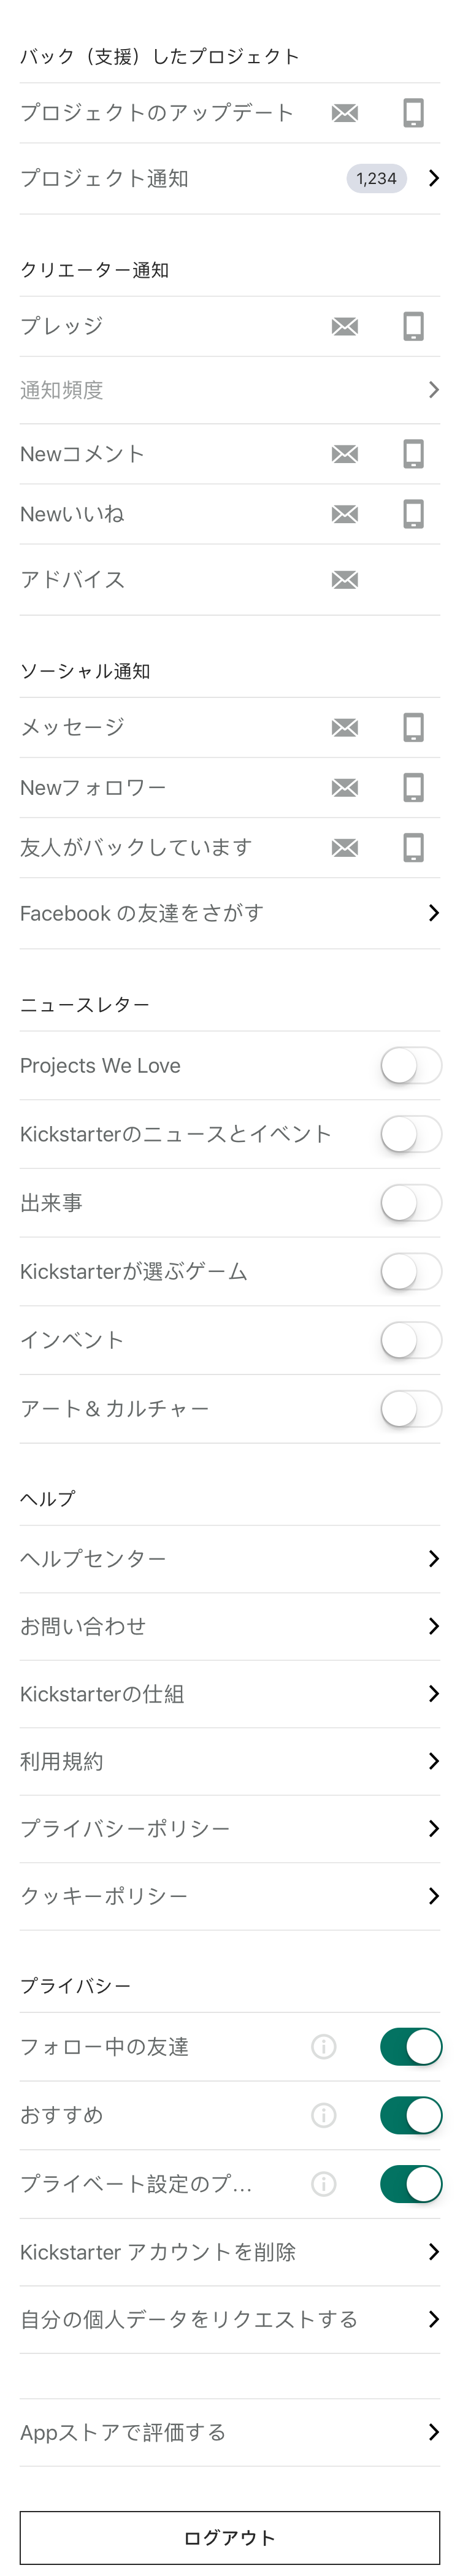 バック（支援）したプロジェクト
プロジェクトのアップデート
プロジェクト通知 1,234
クリエーター通知
プレッジ
通知頻度
Newコメント
Newいいね
アドバイス
ソーシャル通知
メッセージ
Newフォロワー
友人がバックしています
Facebook の友達をさがす
ニュースレター
Projects We Love
Kickstarterのニュースとイベント
出来事
Kickstarterが選ぶゲーム
インベント
アート＆カルチャー
ヘルプ
ヘルプセンター
お問い合わせ
Kickstarterの仕組
利用規約
プライバシーポリシー
クッキーポリシー
プライバシー
フォロー中の友達
おすすめ
プライベート設定のプ...
Kickstarter アカウントを削除
自分の個人データをリクエストする
Appストアで評価する
ログアウト